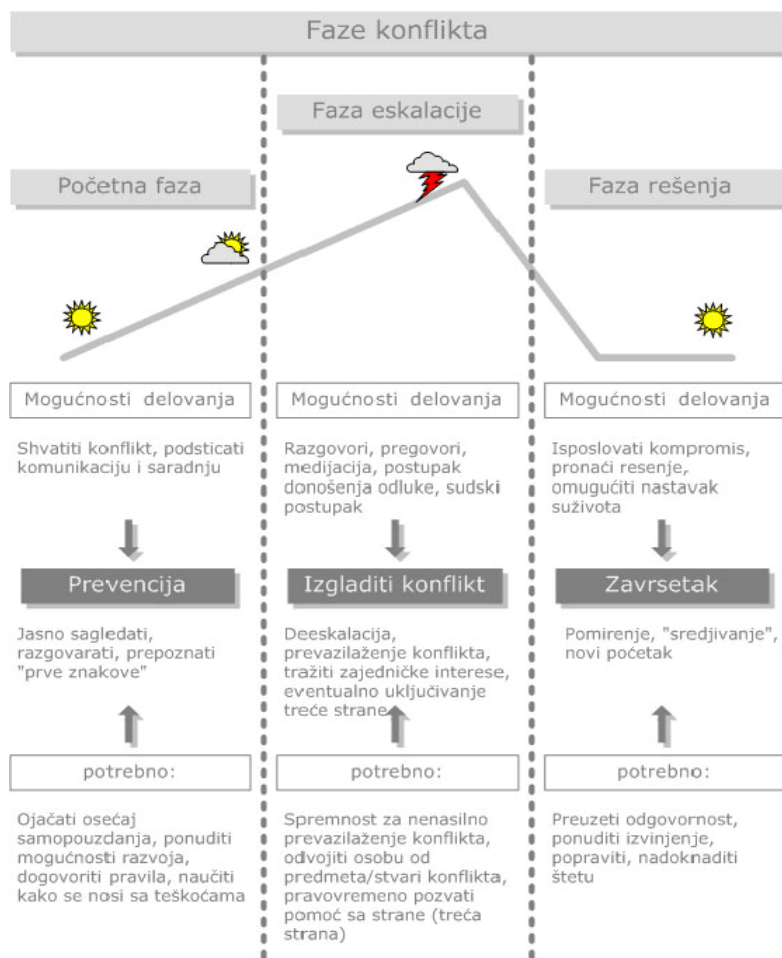 Faze konflikta
Faza eskalacije
Početna faza
Faza rešenja
Mogućnosti delovanja
Shvatiti konflikt, podsticati
komunikaciju i saradnju
Prevencija
Jasno sagledati,
razgovarati, prepoznati
"prve znakove"
potrebno:
Ojačati osećaj
samopouzdanja, ponuditi
mogućnosti razvoja,
dogovoriti pravila, naučiti
kako se nosi sa teškoćama
Mogućnosti delovanja
Razgovori, pregovori,
medijacija, postupak
donošenja odluke, sudski
postupak
Izgladiti konflikt
Deeskalacija,
prevazilaženje konflikta,
tražiti zajedničke interese,
eventualno uključivanje
treće strane
potrebno:
Spremnost za nenasilno
prevazilaženje konflikta,
odvojiti osobu od
predmeta/stvari konflikta,
pravovremeno pozvati
pomoć sa strane (treća
strana)
Mogućnosti delovanja
Isposlovati kompromis,
pronaći resenje,
omugućiti nastavak
suživota
Zavrsetak
Pomirenje, "sredjivanje",
novi poćetak
potrebno:
Preuzeti odgovornost,
ponuditi izvinjenje,
popraviti, nadoknaditi
štetu